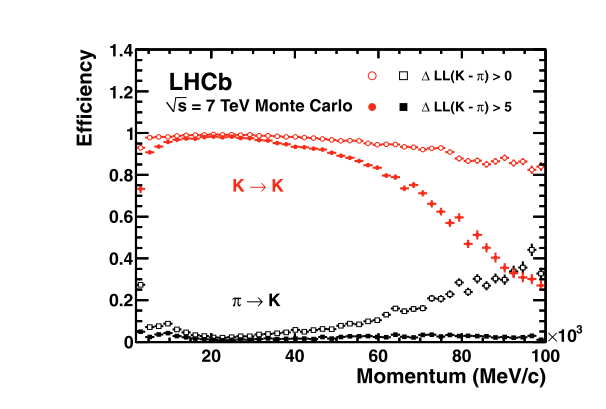 1.4
1.2
1
0.8
0.6
0.4
0.2
0
Efficiency
LHCb
√s = 7 TeV Monte Carlo
Δ LL(K - π) > 0
Δ LL(K - π) > 5
K → K
π → K
20 40 60 80 100
×10³
Momentum (MeV/c)